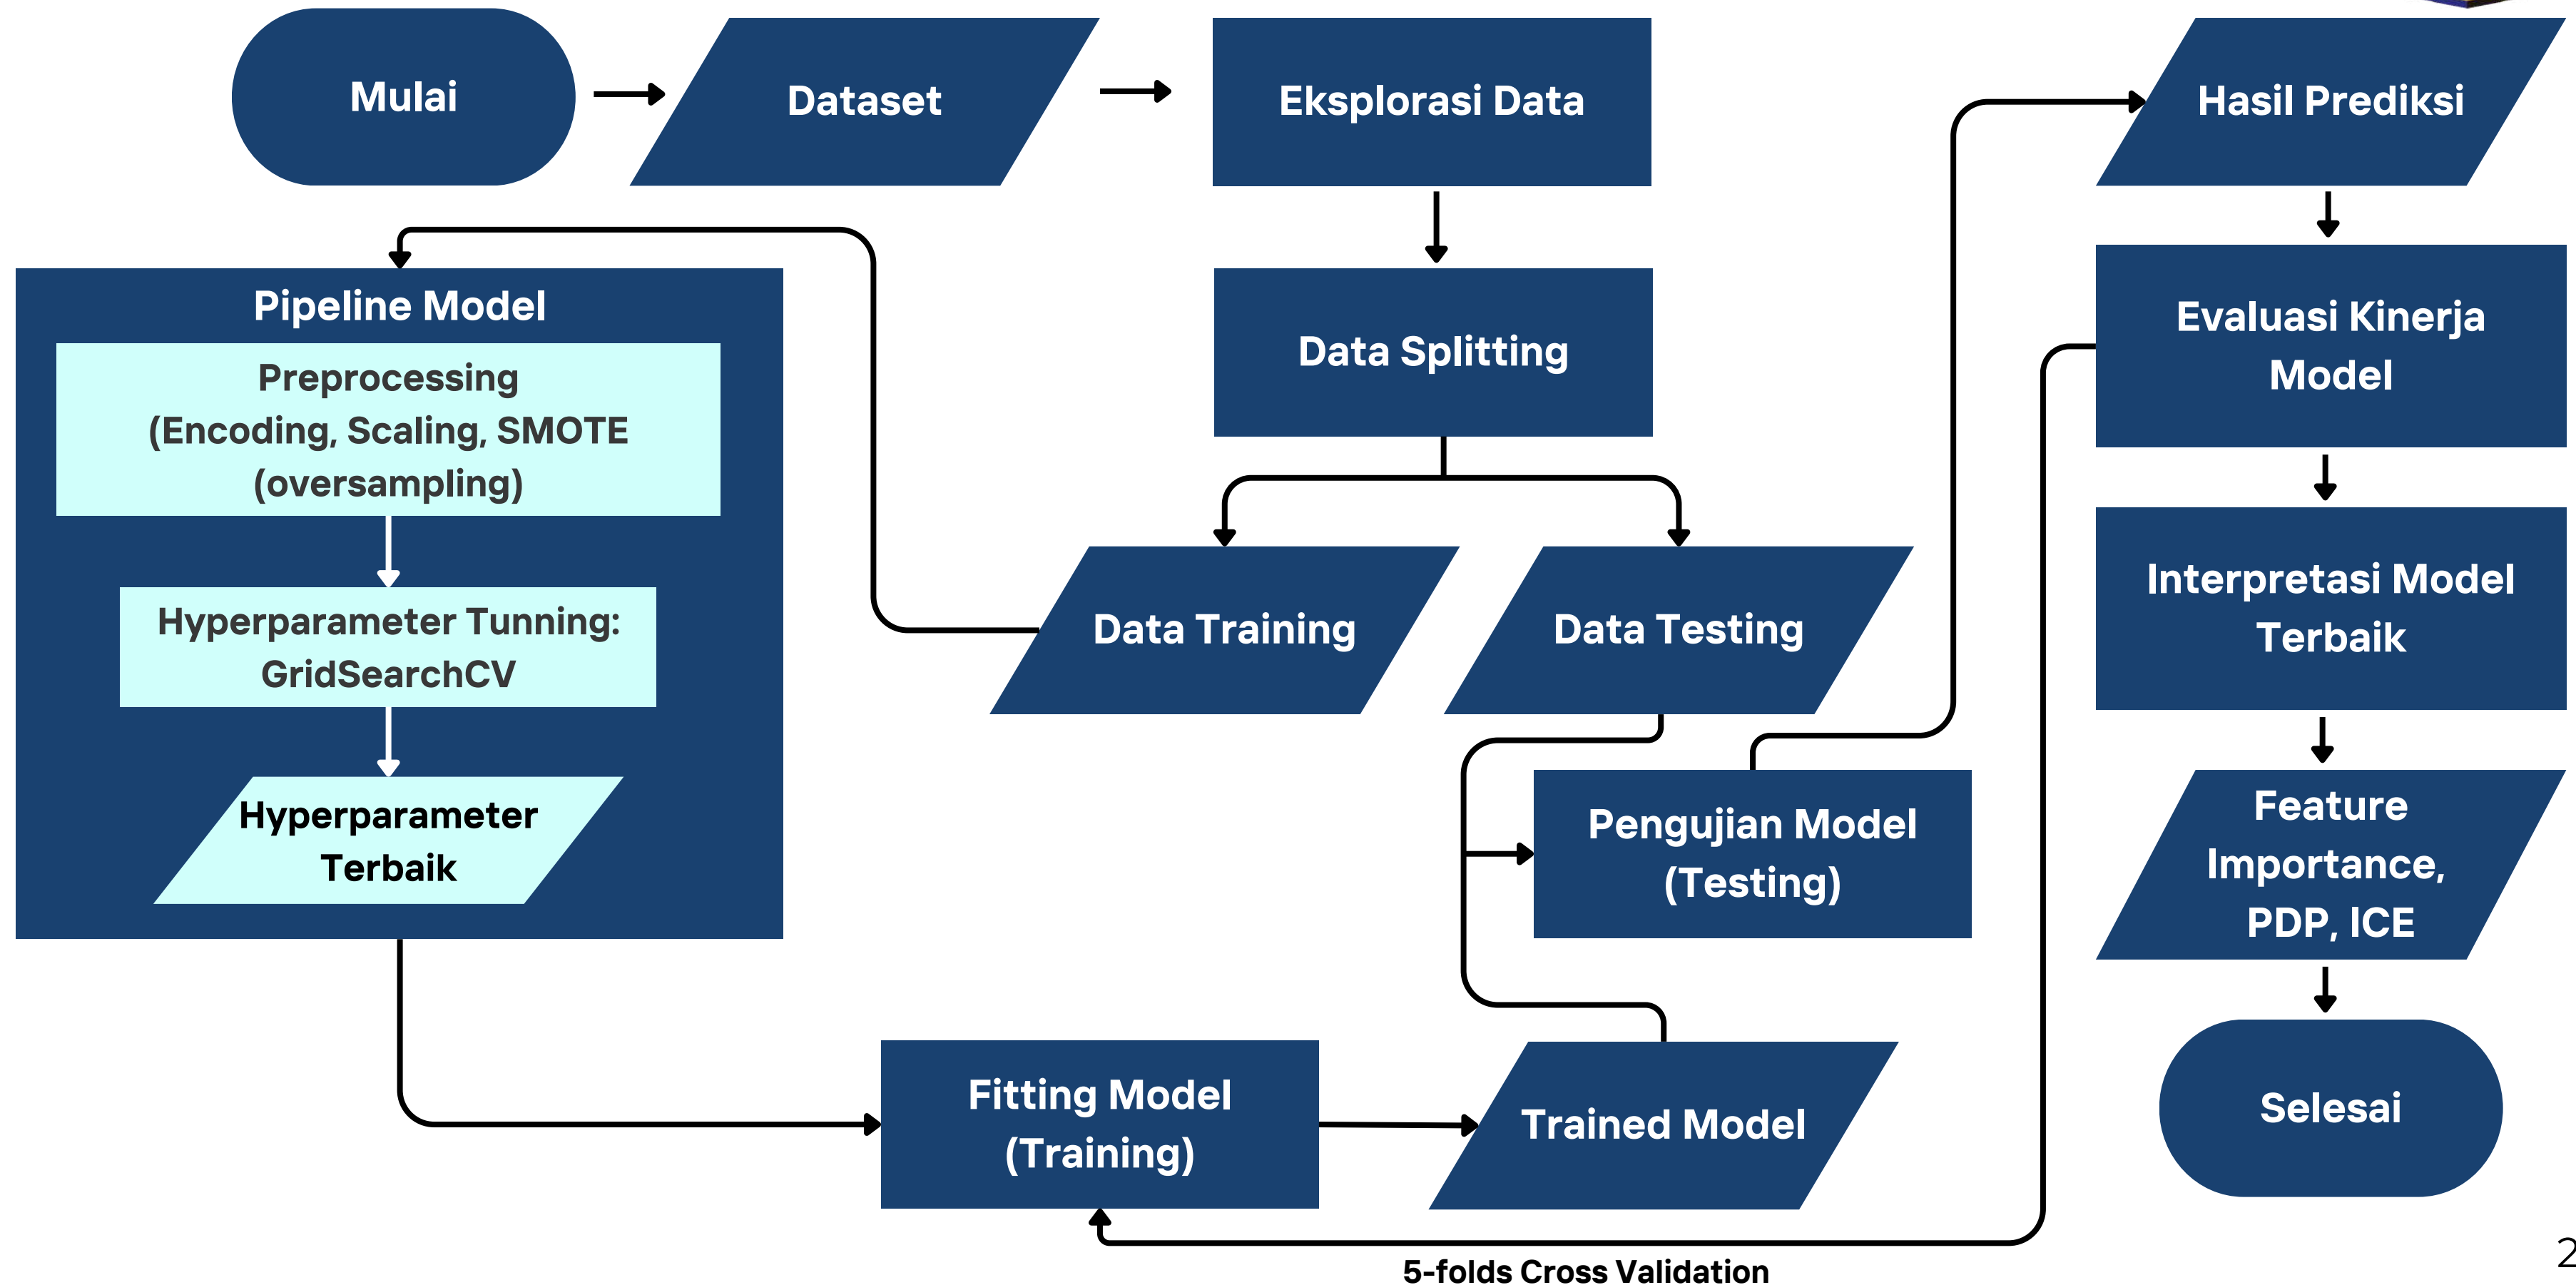 Mulai
Dataset
Eksplorasi Data
Data Splitting
Data Training
Data Testing
Pipeline Model
Preprocessing
(Encoding, Scaling, SMOTE
(oversampling)
Hyperparameter Tunning:
GridSearchCV
Hyperparameter
Terbaik
Fitting Model
(Training)
Trained Model
Pengujian Model
(Testing)
Hasil Prediksi
Evaluasi Kinerja
Model
5-folds Cross Validation
Interpretasi Model
Terbaik
Feature
Importance,
PDP, ICE
Selesai
2